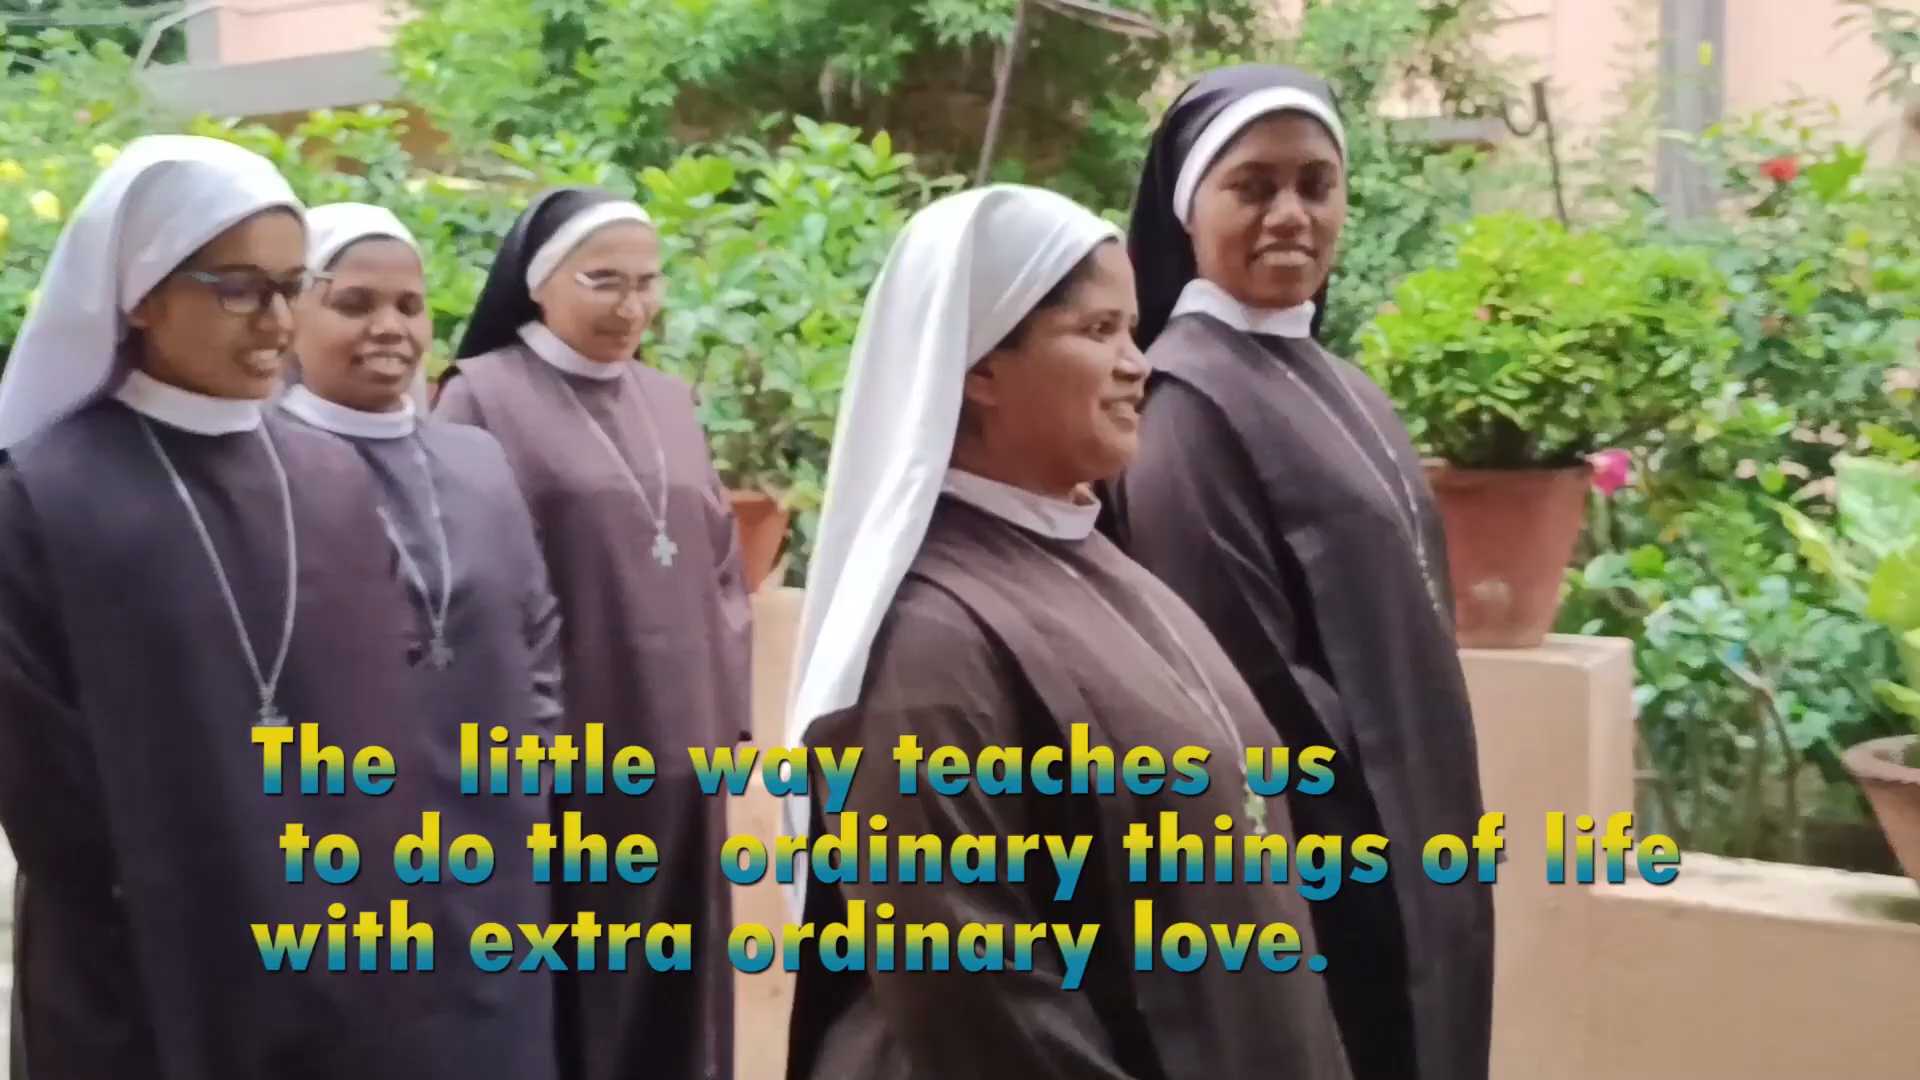 The little way teaches us
to do the ordinary things of life
with extra ordinary love.